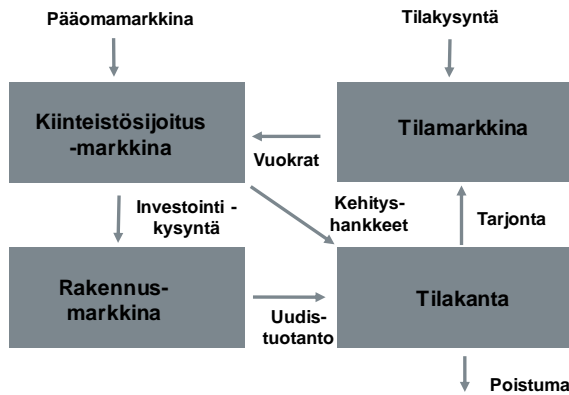 Pääomamarkkina
Tilakysyntä
Kiinteistösijoitus
-markkina
Tilamarkkina
Vuokrat
Investointi -
kysyntä
Kehitys-
hankkeet
Tarjonta
Rakennus-
markkina
Tilakanta
Uudis-
tuotanto
Poistuma